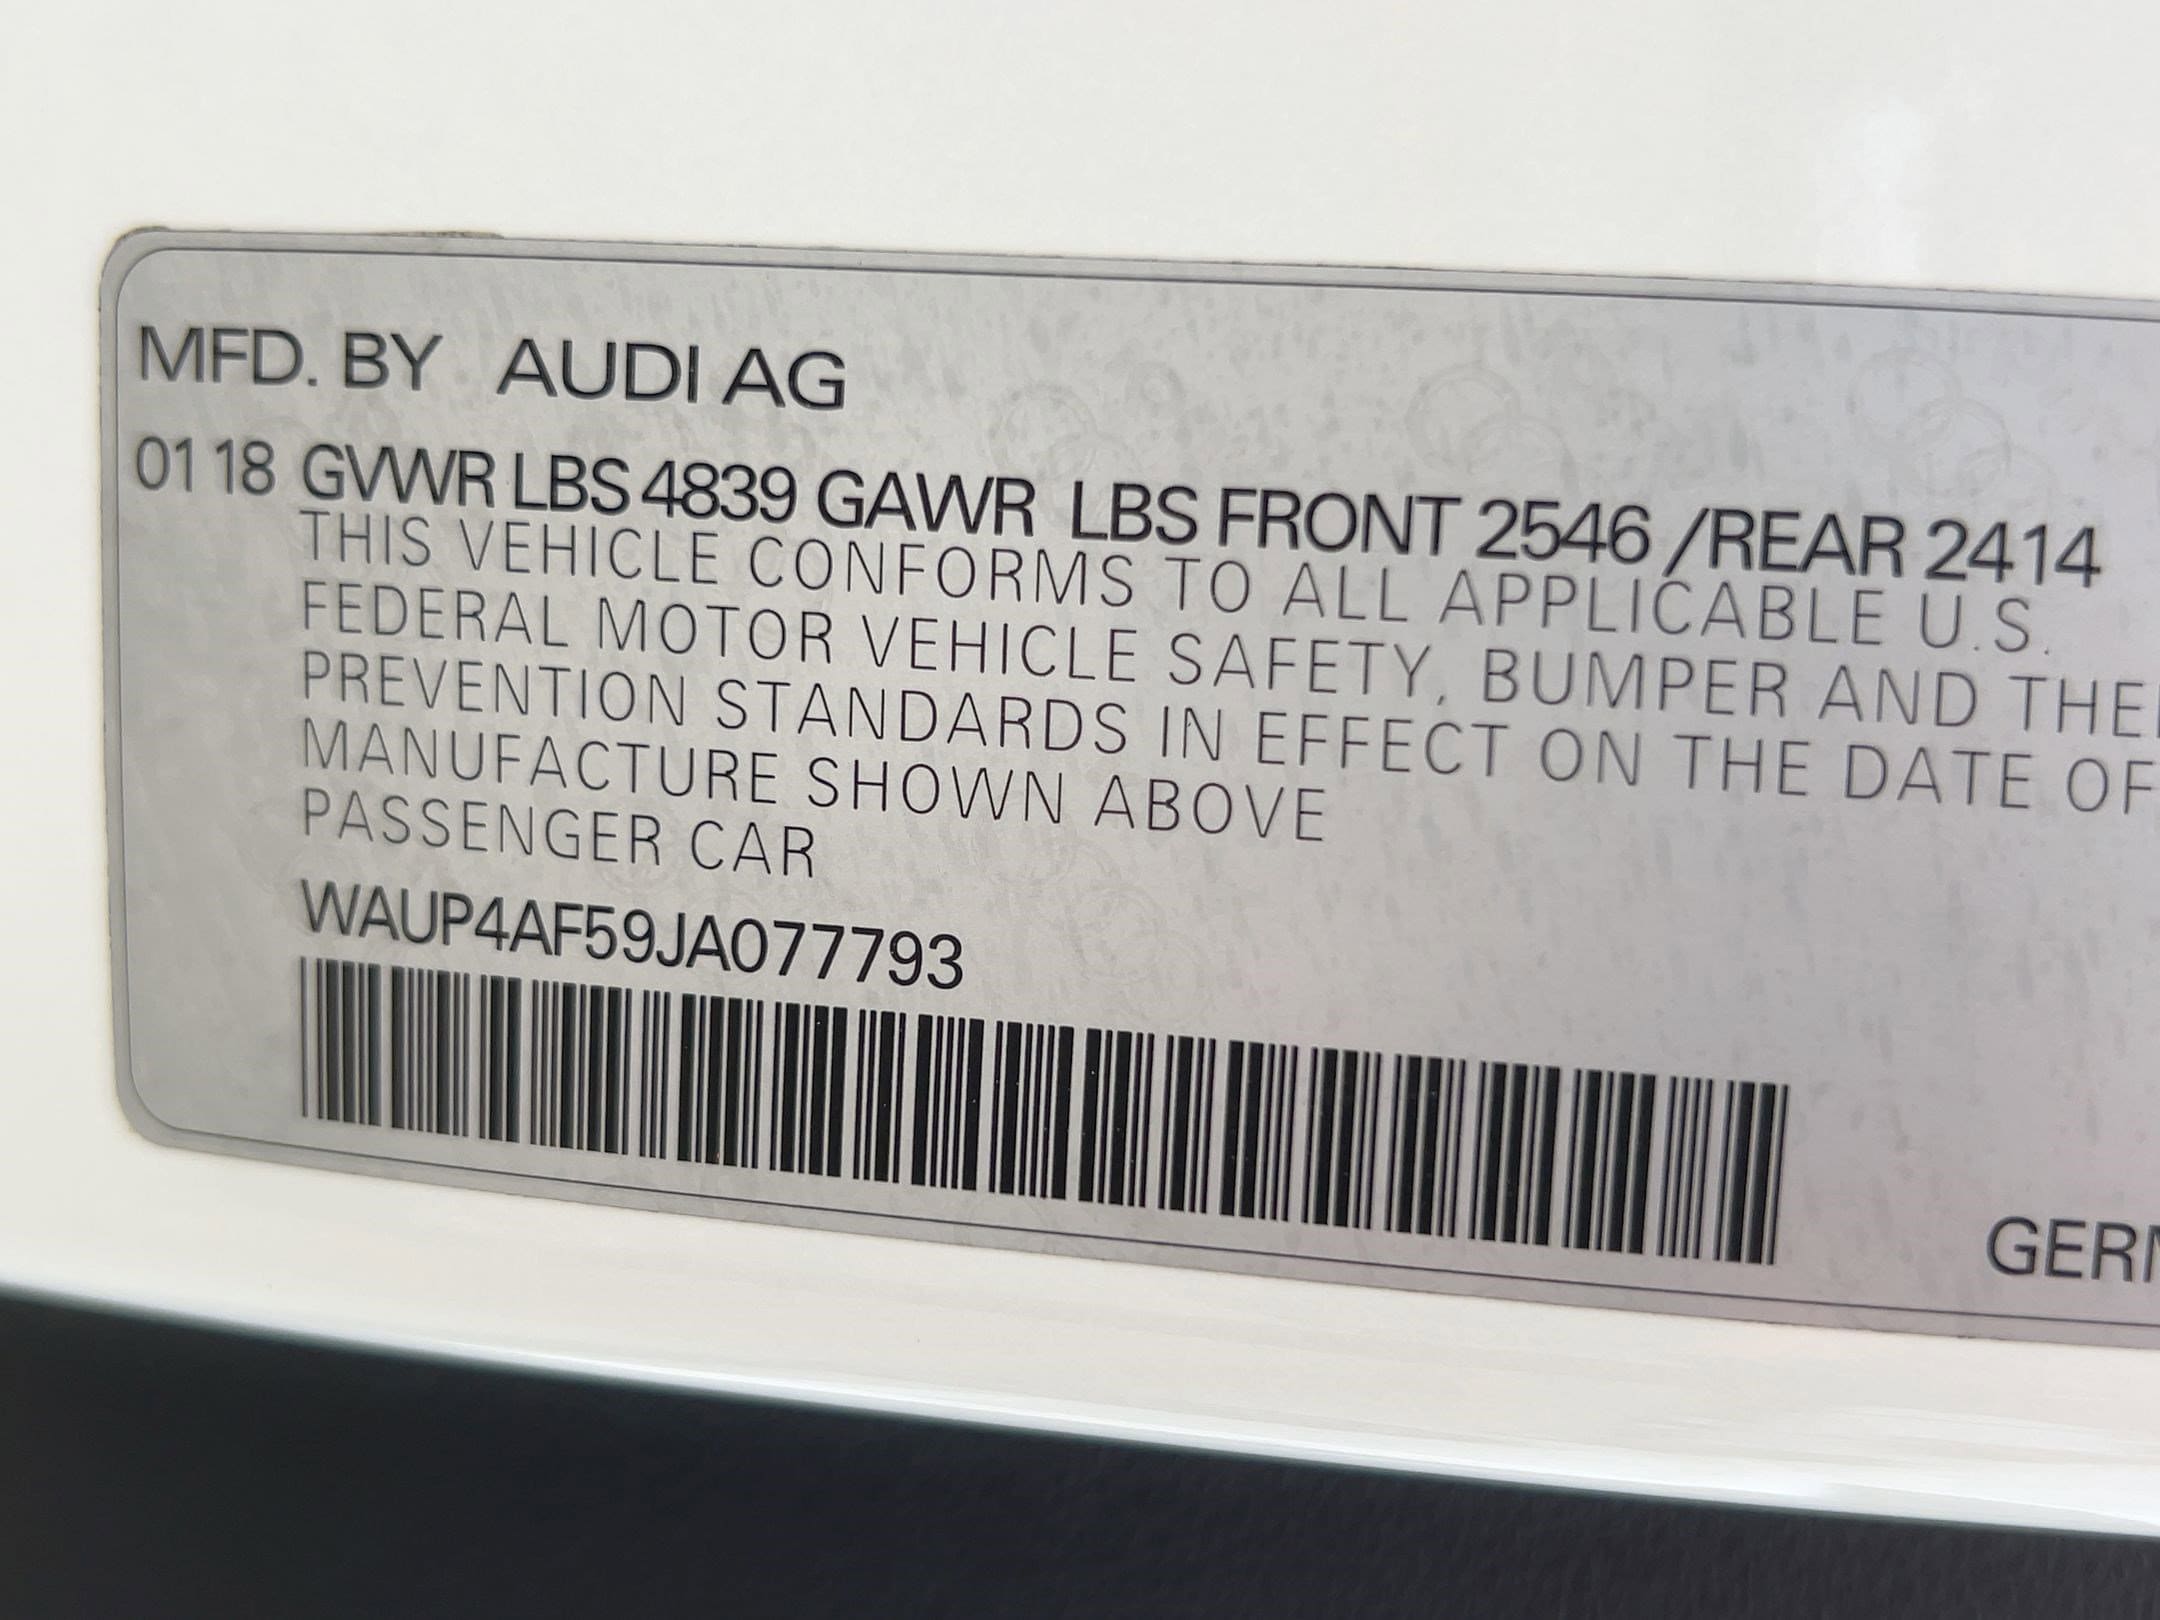 MFD. BY AUDI AG
01 18 GVWR LBS 4839 GAWR LBS FRONT 2546 /REAR 2414
THIS VEHICLE CONFORMS TO ALL APPLICABLE U.S.
FEDERAL MOTOR VEHICLE SAFETY, BUMPER AND
PREVENTION STANDARDS IN EFFECT ON THE DATE OF
MANUFACTURE SHOWN ABOVE
PASSENGER CAR
WAUP4AF59JA077793